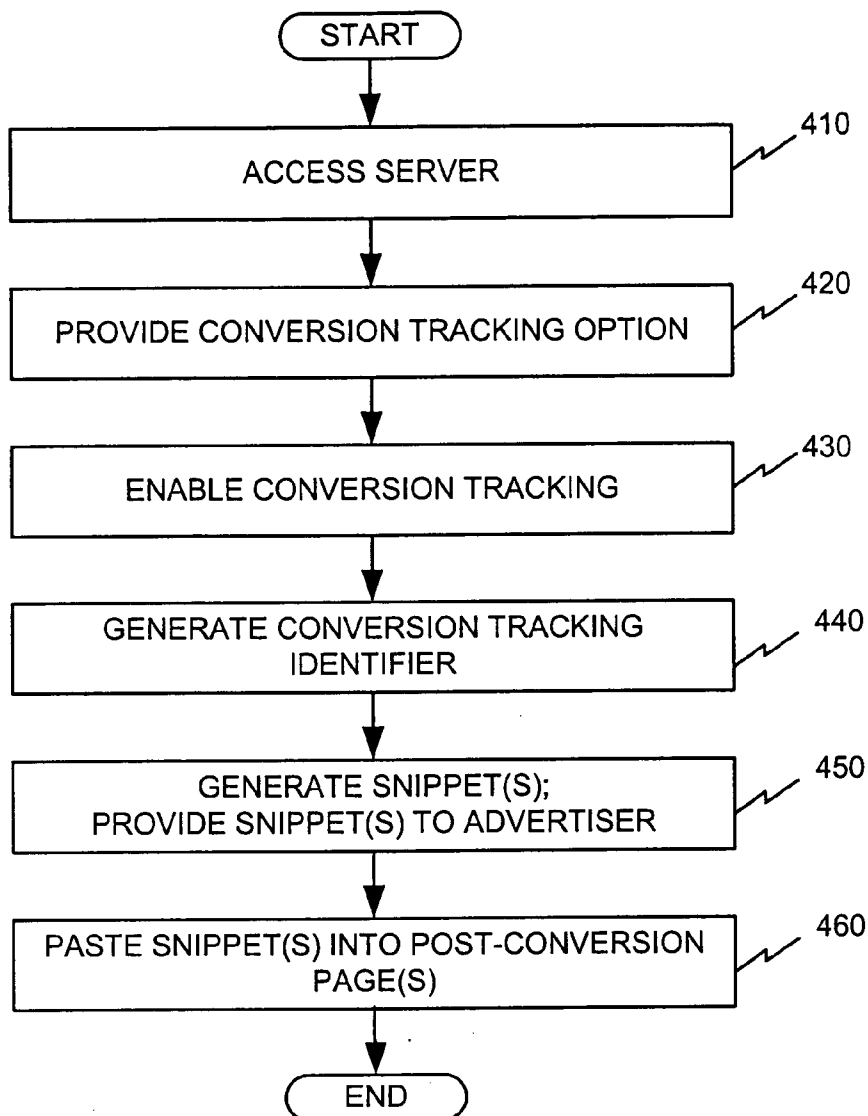 START
410
ACCESS SERVER
420
PROVIDE CONVERSION TRACKING OPTION
430
ENABLE CONVERSION TRACKING
440
GENERATE CONVERSION TRACKING
IDENTIFIER
450
GENERATE SNIPPET(S);
PROVIDE SNIPPET(S) TO ADVERTISER
460
PASTE SNIPPET(S) INTO POST-CONVERSION
PAGE(S)
END